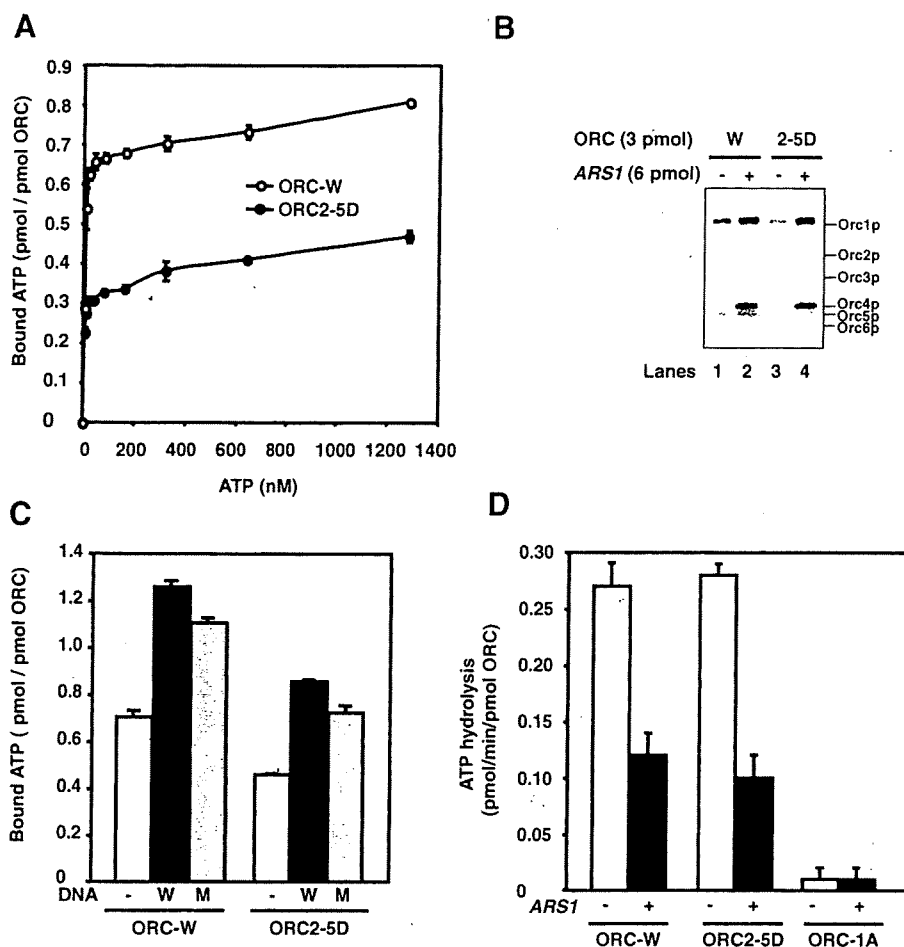 A
Bound ATP (pmol / pmol ORC)
0.9
0.8
0.7
0.6
0.5
0.4
0.3
0.2
0.1
0
ORC-W
ORC2-5D
0 200 400 600 800 1000 1200 1400
ATP (nM)
B
ORC (3 pmol) W 2-5D
ARS1 (6 pmol) - + - +
Orc1p
Orc2p
Orc3p
Orc4p
Orc5p
Orc6p
Lanes 1 2 3 4
C
Bound ATP ( pmol / pmol ORC)
1.4
1.2
1.0
0.8
0.6
0.4
0.2
0
DNA - W M - W M
ORC-W ORC2-5D
D
ATP hydrolysis
(pmol/min/pmol ORC)
0.30
0.25
0.20
0.15
0.10
0.05
0
ARS1 - + - + - +
ORC-W ORC2-5D ORC-1A